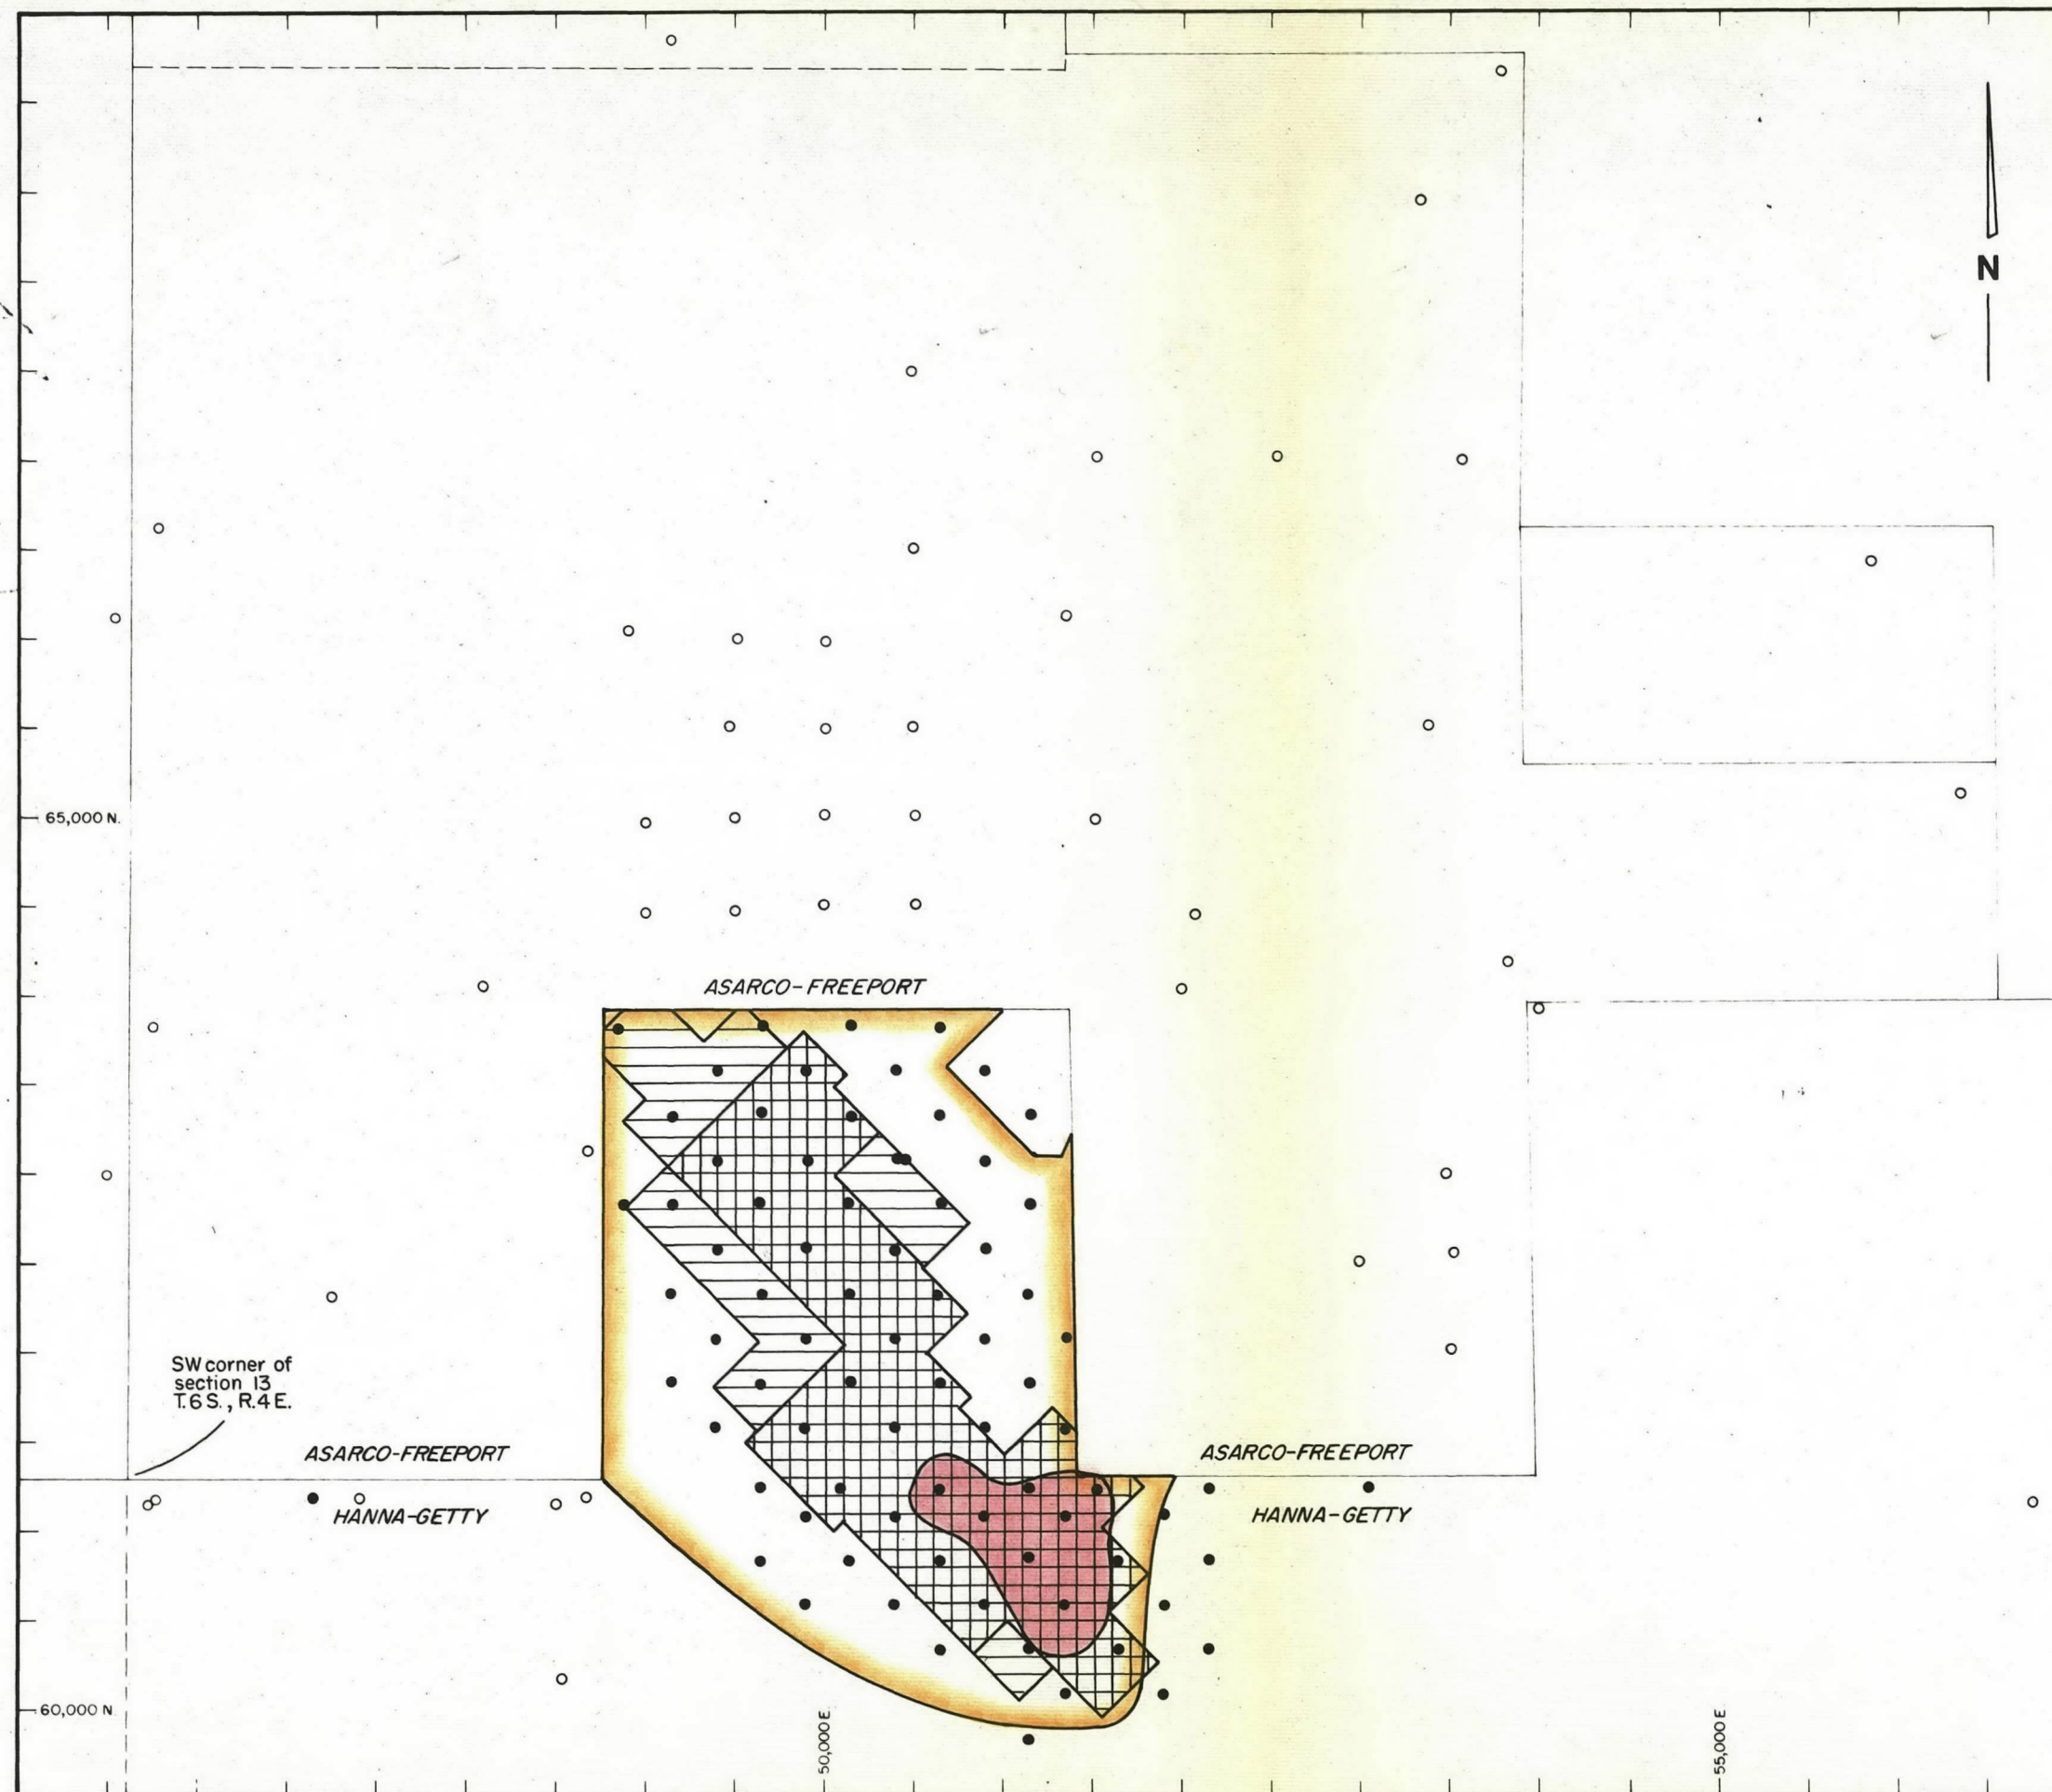 N
65,000 N.
ASARCO-FREEPORT
SW corner of
section 13
T.6 S., R.4 E.
ASARCO-FREEPORT
ASARCO-FREEPORT
HANNA-GETTY
HANNA-GETTY
60,000 N
50,000 E
55,000 E